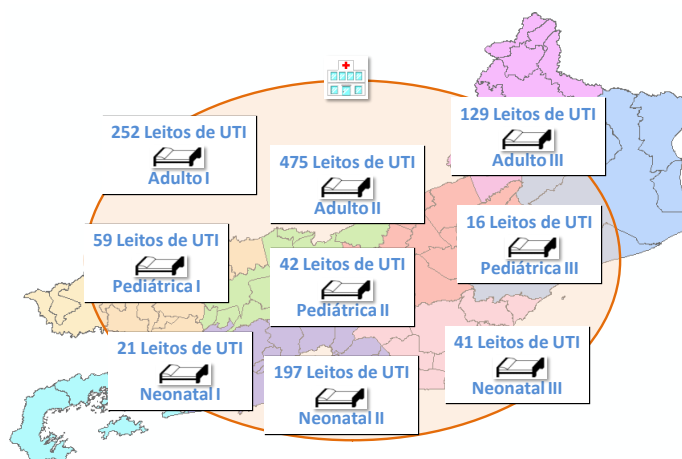 252 Leitos de UTI
Adulto I
475 Leitos de UTI
Adulto II
129 Leitos de UTI
Adulto III
59 Leitos de UTI
Pediátrica I
42 Leitos de UTI
Pediátrica II
16 Leitos de UTI
Pediátrica III
21 Leitos de UTI
Neonatal I
197 Leitos de UTI
Neonatal II
41 Leitos de UTI
Neonatal III